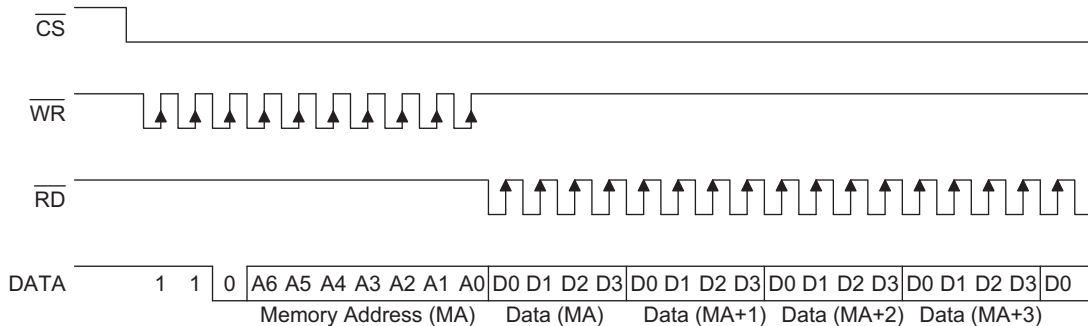 CS
WR
RD
DATA 1 1 0 A6 A5 A4 A3 A2 A1 A0 D0 D1 D2 D3 D0 D1 D2 D3 D0 D1 D2 D3 D0 D1 D2 D3 D0
Memory Address (MA) Data (MA) Data (MA+1) Data (MA+2) Data (MA+3)